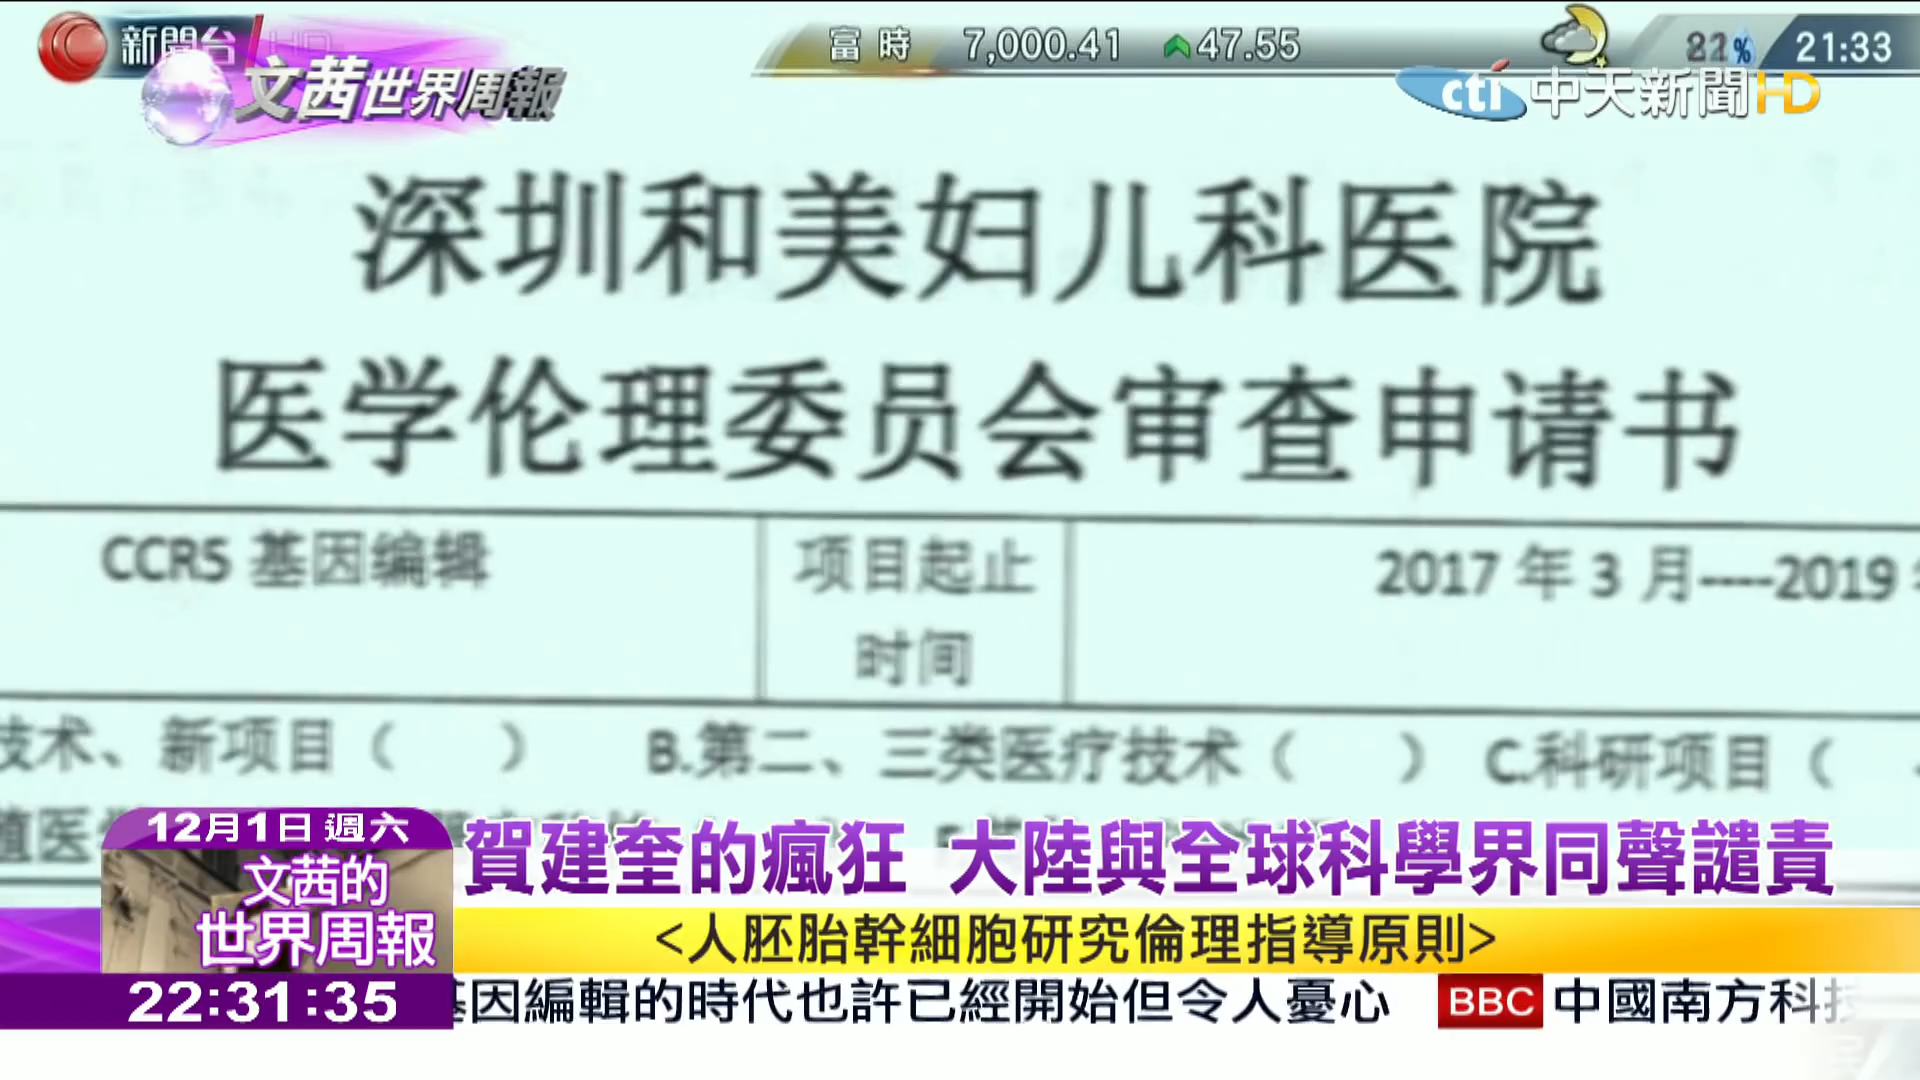 新聞台
HD
文茜世界周報
富時 7,000.41 47.55
21:33
cti 中天新聞HD
深圳和美妇儿科医院
医学伦理委员会审查申请书
CCR5 基因编辑
项目起止
时间
2017 年 3 月----2019
技术、新项目（ ） B.第二、三类医疗技术（ ） C.科研项目（
殖医
12月1日 週六
文茜的
世界周報
22:31:35
賀建奎的瘋狂 大陸與全球科學界同聲譴責
<人胚胎幹細胞研究倫理指導原則>
因編輯的時代也許已經開始但令人憂心 BBC 中國南方科技